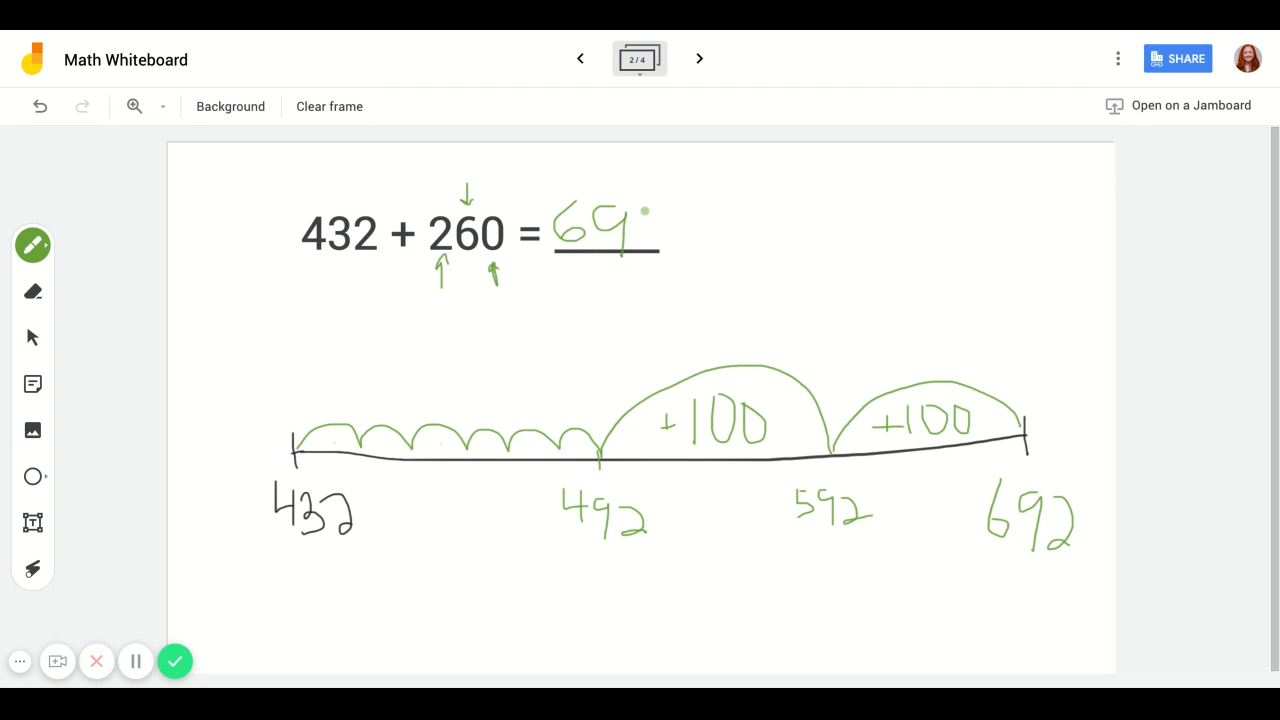 Math Whiteboard
2 / 4
SHARE
Background
Clear frame
Open on a Jamboard
432 + 260 = 69
+100
+100
432
492
592
692